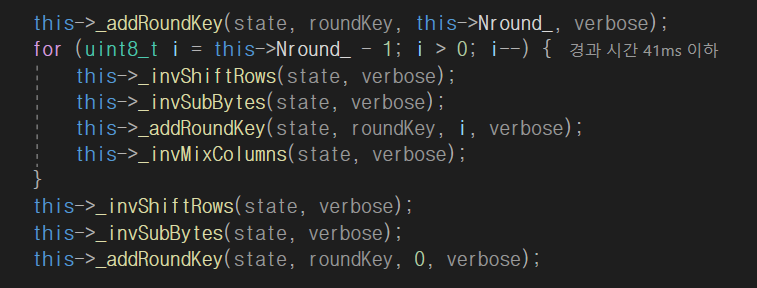 this->_addRoundKey(state, roundKey, this->Nround_, verbose);
for (uint8_t i = this->Nround_ - 1; i > 0; i--) { 경과 시간 41ms 이하
    this->_invShiftRows(state, verbose);
    this->_invSubBytes(state, verbose);
    this->_addRoundKey(state, roundKey, i, verbose);
    this->_invMixColumns(state, verbose);
}
this->_invShiftRows(state, verbose);
this->_invSubBytes(state, verbose);
this->_addRoundKey(state, roundKey, 0, verbose);